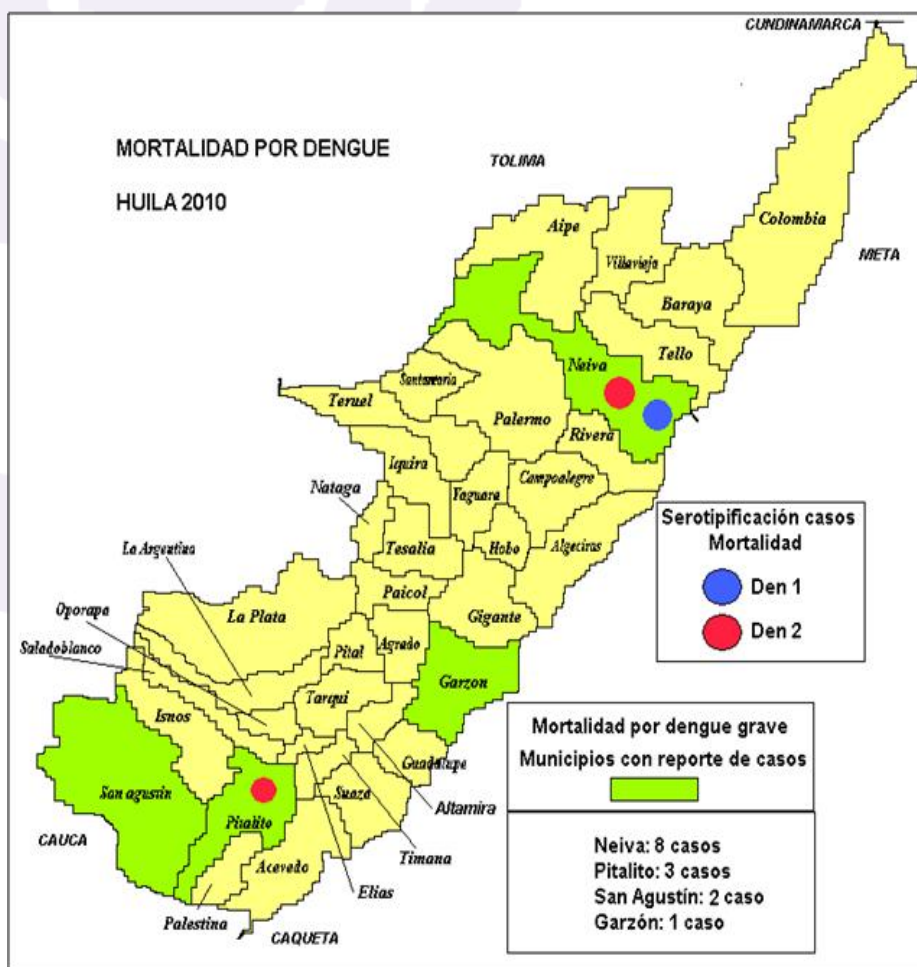 CUNDINAMARCA
MORTALIDAD POR DENGUE
HUILA 2010
TOLIMA
META
Colombia
Aipe
Villavieja
Baraya
Tello
Neiva
Santamaria
Teruel
Palermo
Rivera
Iquira
Nataga
Yaguara
Campoalegre
Tesalia
Hobo
Algeciras
La Argentina
Paicol
Oporapa
La Plata
Gigante
Saladoblanco
Pital
Agrado
Garzon
Tarqui
Isnos
Guadalupe
San agustin
Suaza
Altamira
Pitalito
CAUCA
Acevedo
Timana
Elias
Palestina
CAQUETA
Serotipificación casos
Mortalidad
Den 1
Den 2
Mortalidad por dengue grave
Municipios con reporte de casos
Neiva: 8 casos
Pitalito: 3 casos
San Agustín: 2 caso
Garzón: 1 caso